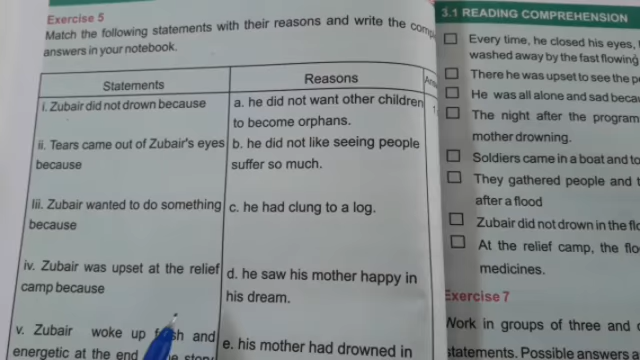 Exercise 5
Match the following statements with their reasons and write the
answers in your notebook.
Statements
Reasons
i. Zubair did not drown because
a. he did not want other children
to become orphans.
ii. Tears came out of Zubair's eyes
because
b. he did not like seeing people
suffer so much.
Iii. Zubair wanted to do something
because
c. he had clung to a log.
iv. Zubair was upset at the relief
camp because
d. he saw his mother happy in
his dream.
v. Zubair woke up and
energetic at the end
e. his mother had drowned in
3.1 READING COMPREHENSION
Every time, he closed his eyes,
washed away by the fast flowing
There he was upset to see the
He was all alone and sad
The night after the program
mother drowning.
Soldiers came in a boat and to
They gathered people and
after a flood
Zubair did not drown in the
At the relief camp, the
medicines.
Exercise 7
Work in groups of three and
statements. Possible answers